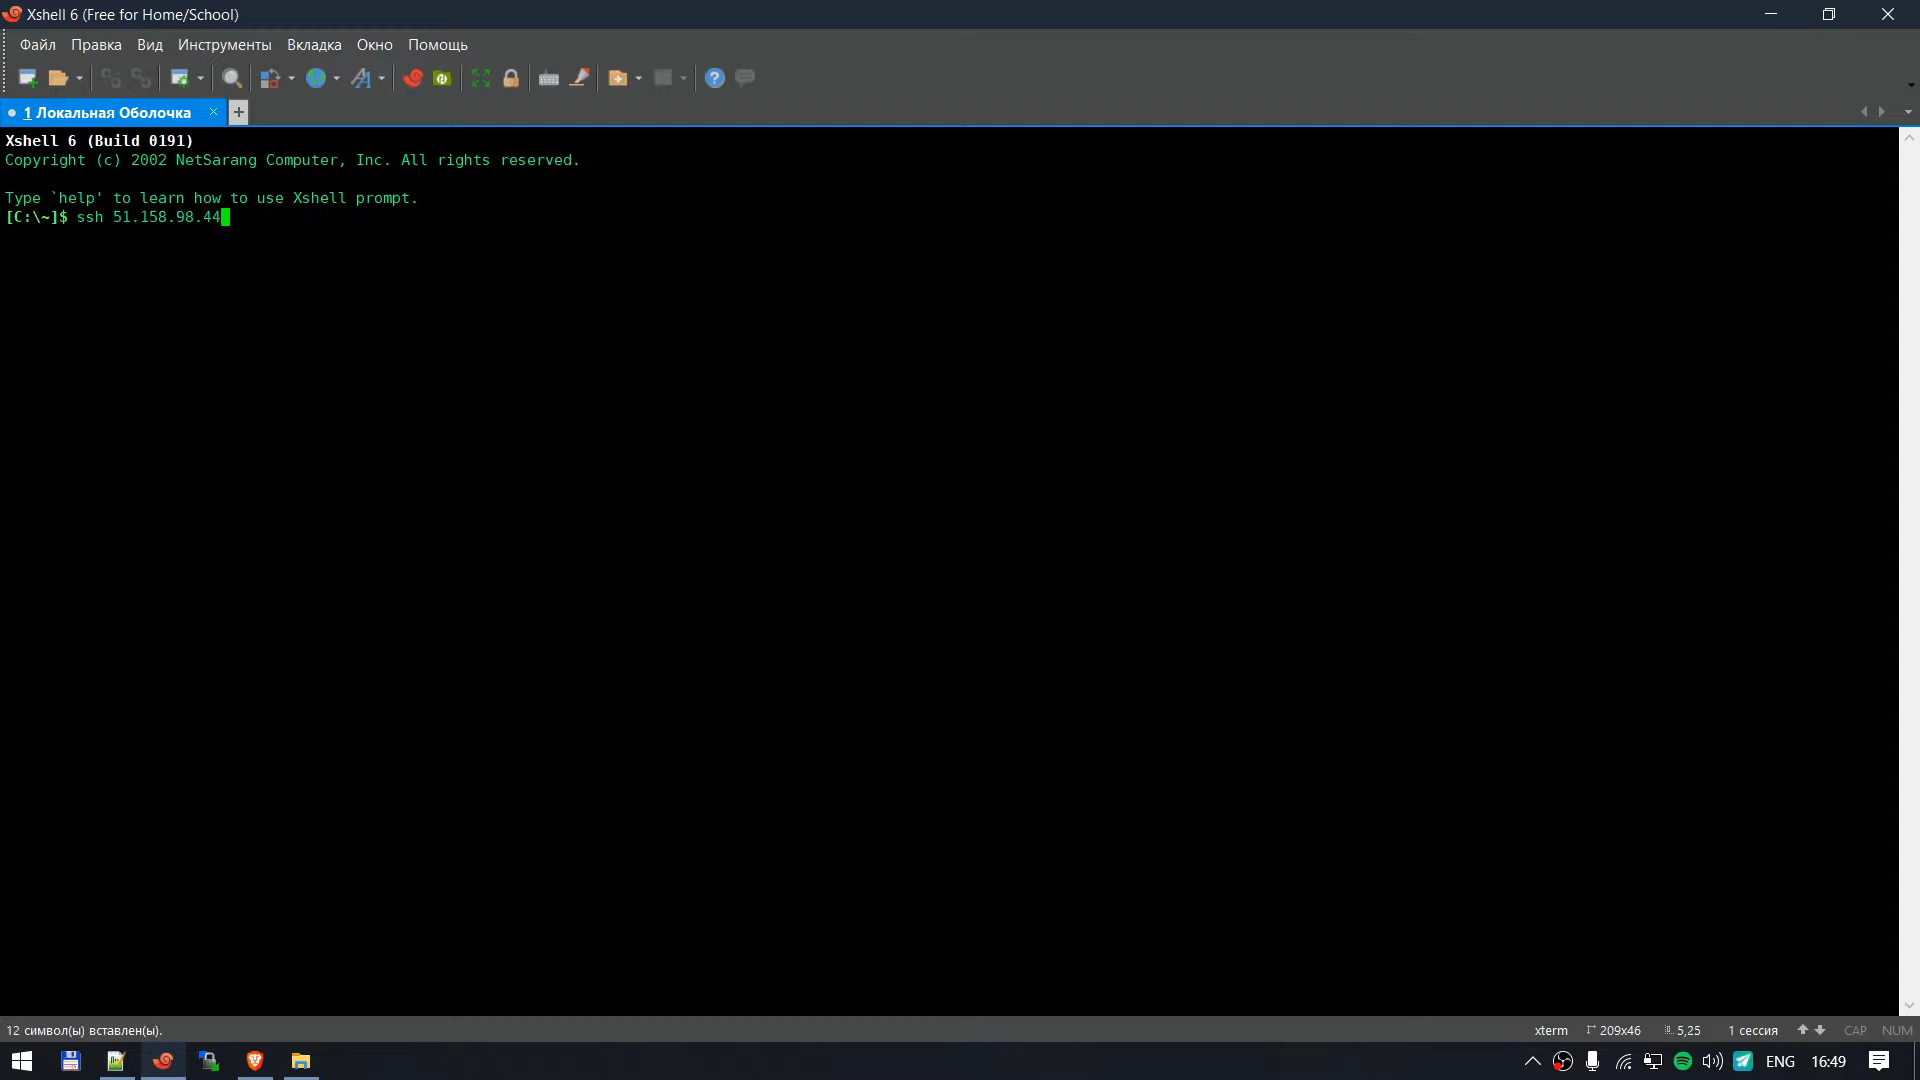 Xshell 6 (Free for Home/School)
Файл Правка Вид Инструменты Вкладка Окно Помощь
1 Локальная Оболочка
Xshell 6 (Build 0191)
Copyright (c) 2002 NetSarang Computer, Inc. All rights reserved.
Type `help' to learn how to use Xshell prompt.
[C:\~]$ ssh 51.158.98.44
12 символ(ы) вставлен(ы).
xterm 209x46 5,25 1 сессия CAP NUM
ENG 16:49